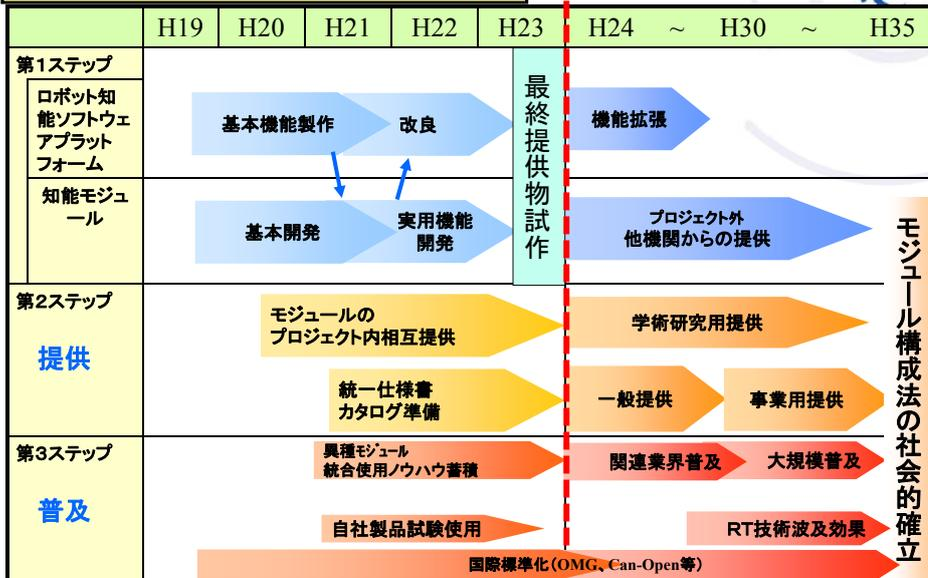 H19 H20 H21 H22 H23 H24 ~ H30 ~ H35
第1ステップ
ロボット知
能ソフトウェ
アプラット
フォーム
基本機能製作
改良
最終提供物試作
機能拡張
知能モジュ
ール
基本開発
実用機能
開発
プロジェクト外
他機関からの提供
第2ステップ
提供
モジュールの
プロジェクト内相互提供
学術研究用提供
統一仕様書
カタログ準備
一般提供
事業用提供
第3ステップ
普及
異種モジュール
統合使用ノウハウ蓄積
関連業界普及
大規模普及
自社製品試験使用
RT技術波及効果
国際標準化(OMG、Can-Open等)
モジュール構成法の社会的確立